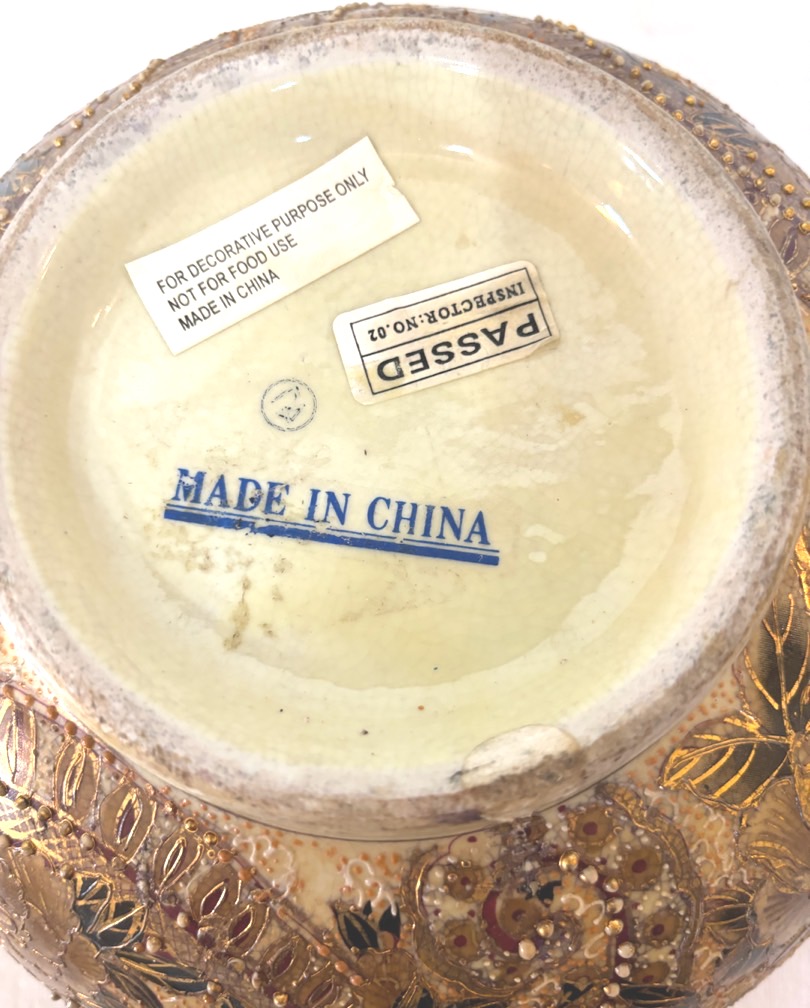 FOR DECORATIVE PURPOSE ONLY
NOT FOR FOOD USE
MADE IN CHINA
PASSED
INSPECTOR:NO.02
MADE IN CHINA